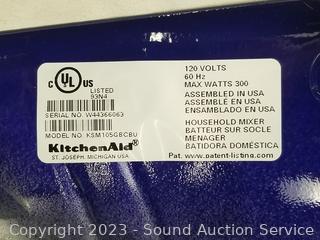 C UL US
LISTED
93N4
SERIAL NO. W44366063
MODEL NO. KSM105GBCBU
KitchenAid®
ST. JOSEPH, MICHIGAN USA
120 VOLTS
60 Hz
MAX WATTS 300
ASSEMBLED IN USA
ASSEMBLÉ EN USA
ENSAMBLADO EN USA
HOUSEHOLD MIXER
BATTEUR SUR SOCLE
MENAGER
BATIDORA DOMÉSTICA
Pat. www.patent-listing.com
Copyright 2023 - Sound Auction Service